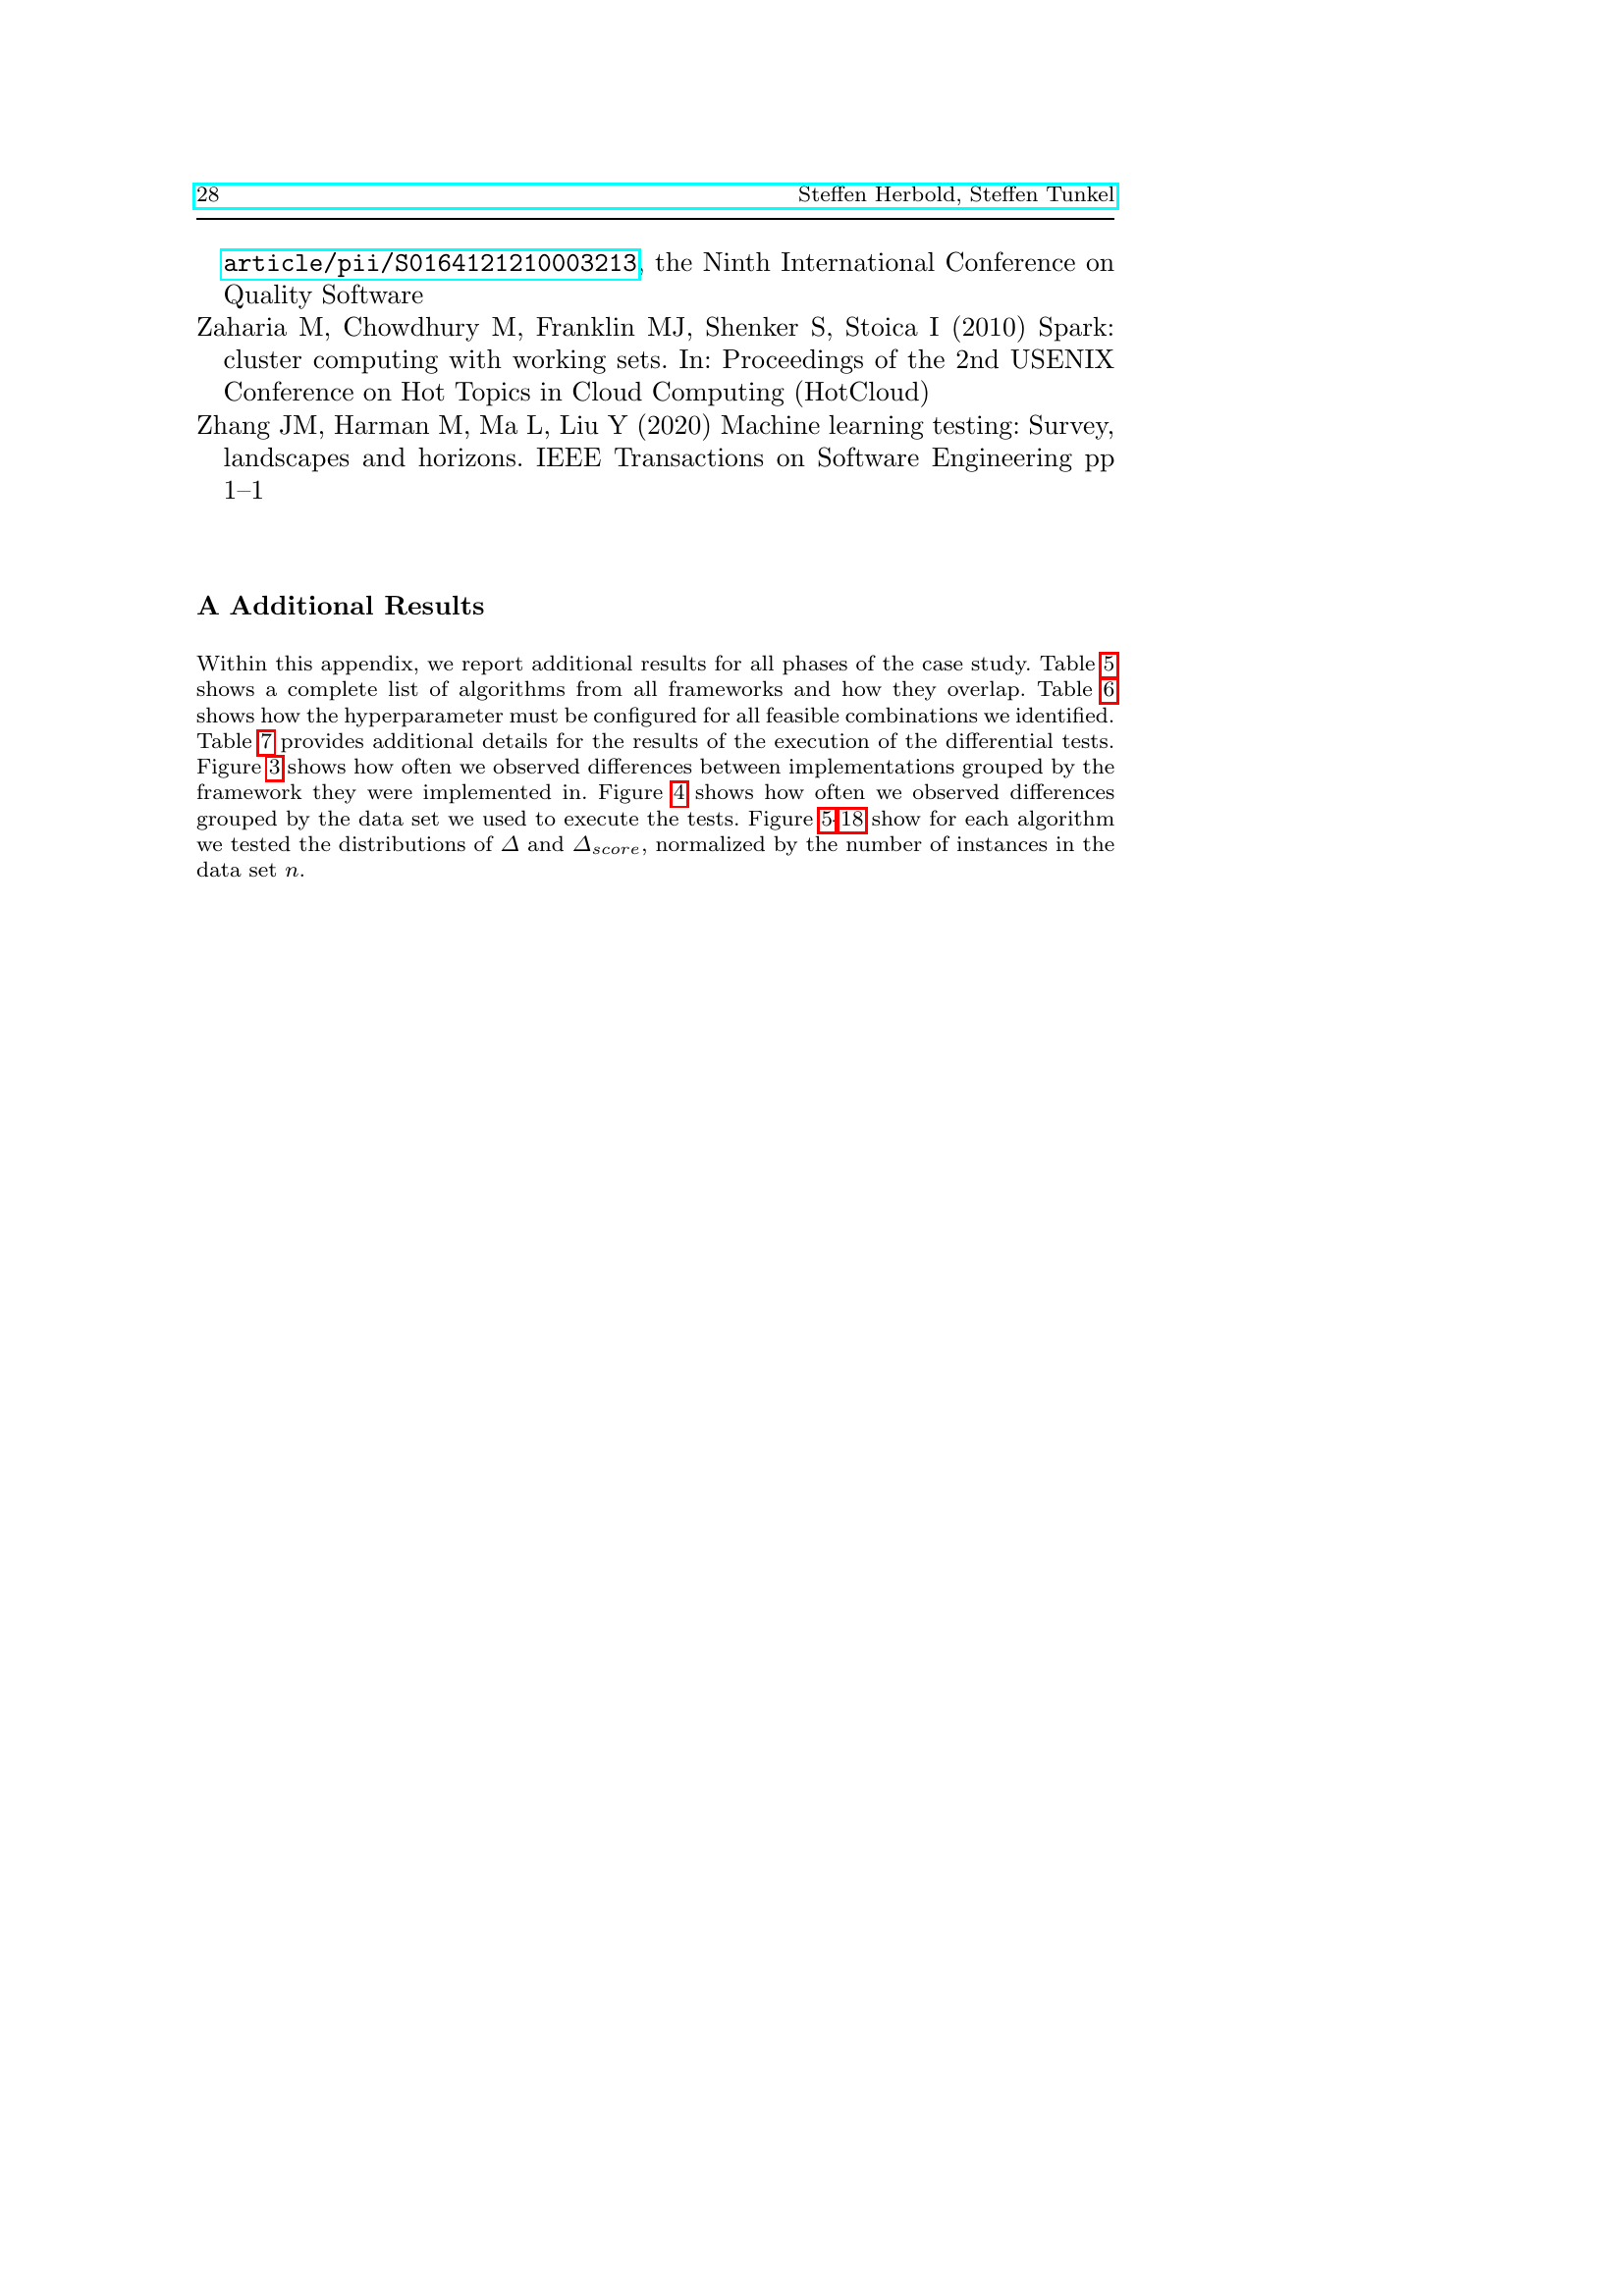 28 Steffen Herbold, Steffen Tunkel
article/pii/S0164121210003213, the Ninth International Conference on
Quality Software
Zaharia M, Chowdhury M, Franklin MJ, Shenker S, Stoica I (2010) Spark:
cluster computing with working sets. In: Proceedings of the 2nd USENIX
Conference on Hot Topics in Cloud Computing (HotCloud)
Zhang JM, Harman M, Ma L, Liu Y (2020) Machine learning testing: Survey,
landscapes and horizons. IEEE Transactions on Software Engineering pp
1–1
A Additional Results
Within this appendix, we report additional results for all phases of the case study. Table 5
shows a complete list of algorithms from all frameworks and how they overlap. Table 6
shows how the hyperparameter must be configured for all feasible combinations we identified.
Table 7 provides additional details for the results of the execution of the differential tests.
Figure 3 shows how often we observed differences between implementations grouped by the
framework they were implemented in. Figure 4 shows how often we observed differences
grouped by the data set we used to execute the tests. Figure 5-18 show for each algorithm
we tested the distributions of Δ and Δscore, normalized by the number of instances in the
data set n.